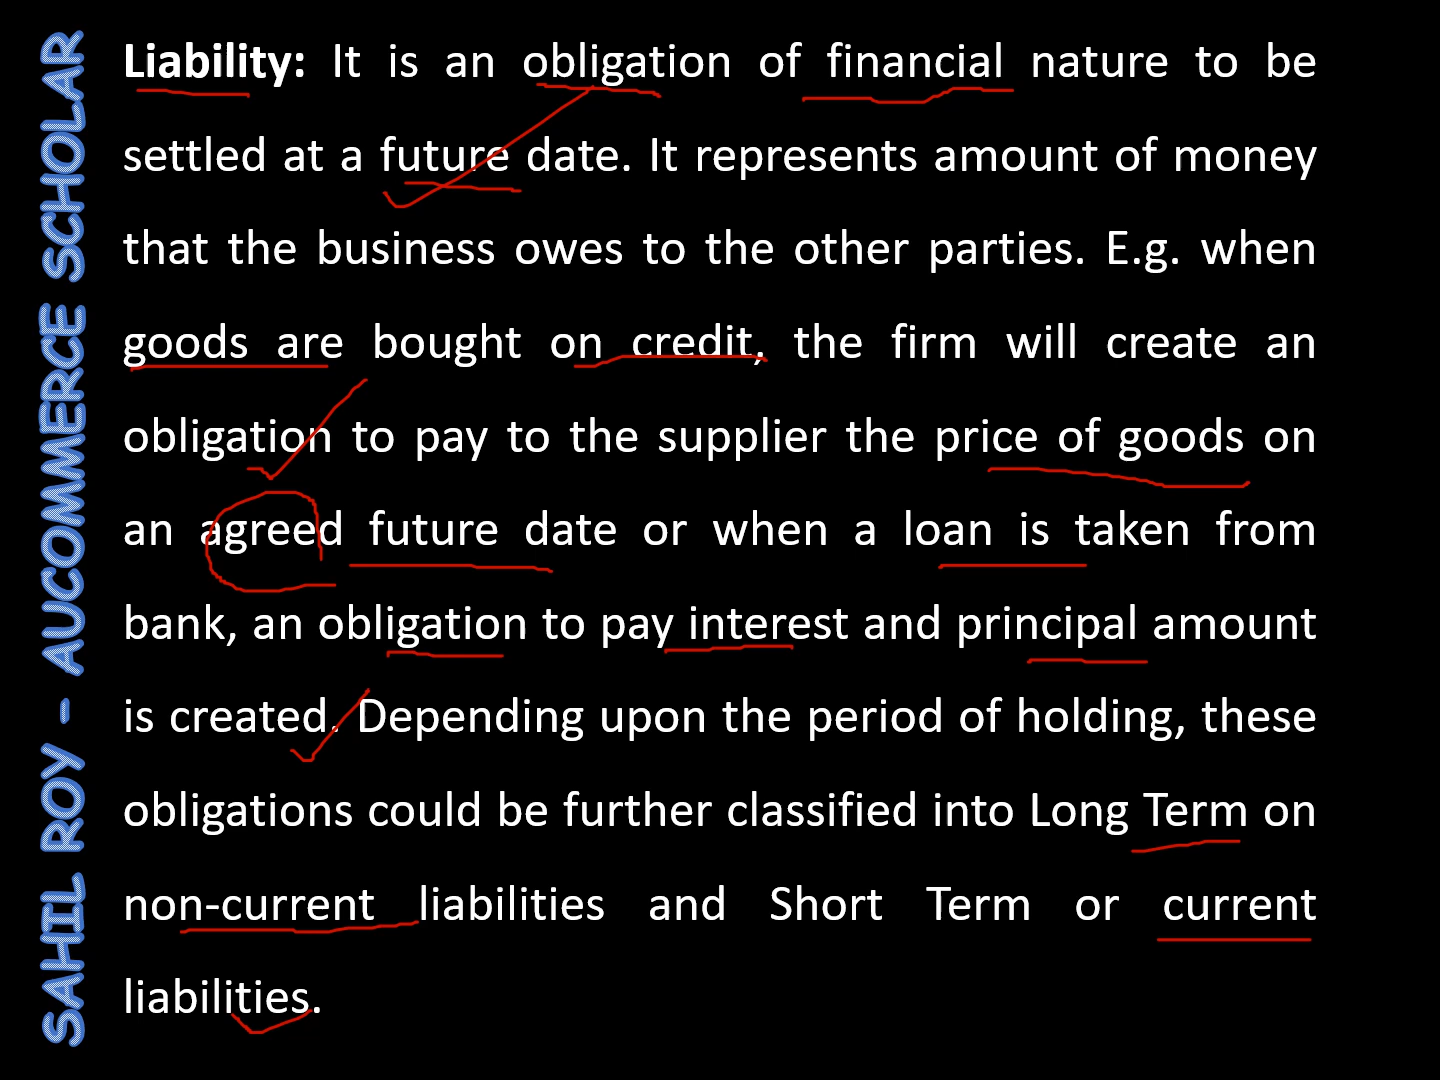 SAHIL ROY – AUCOMMERCE SCHOLAR
Liability: It is an obligation of financial nature to be
settled at a future date. It represents amount of money
that the business owes to the other parties. E.g. when
goods are bought on credit, the firm will create an
obligation to pay to the supplier the price of goods on
an agreed future date or when a loan is taken from
bank, an obligation to pay interest and principal amount
is created. Depending upon the period of holding, these
obligations could be further classified into Long Term on
non-current liabilities and Short Term or current
liabilities.